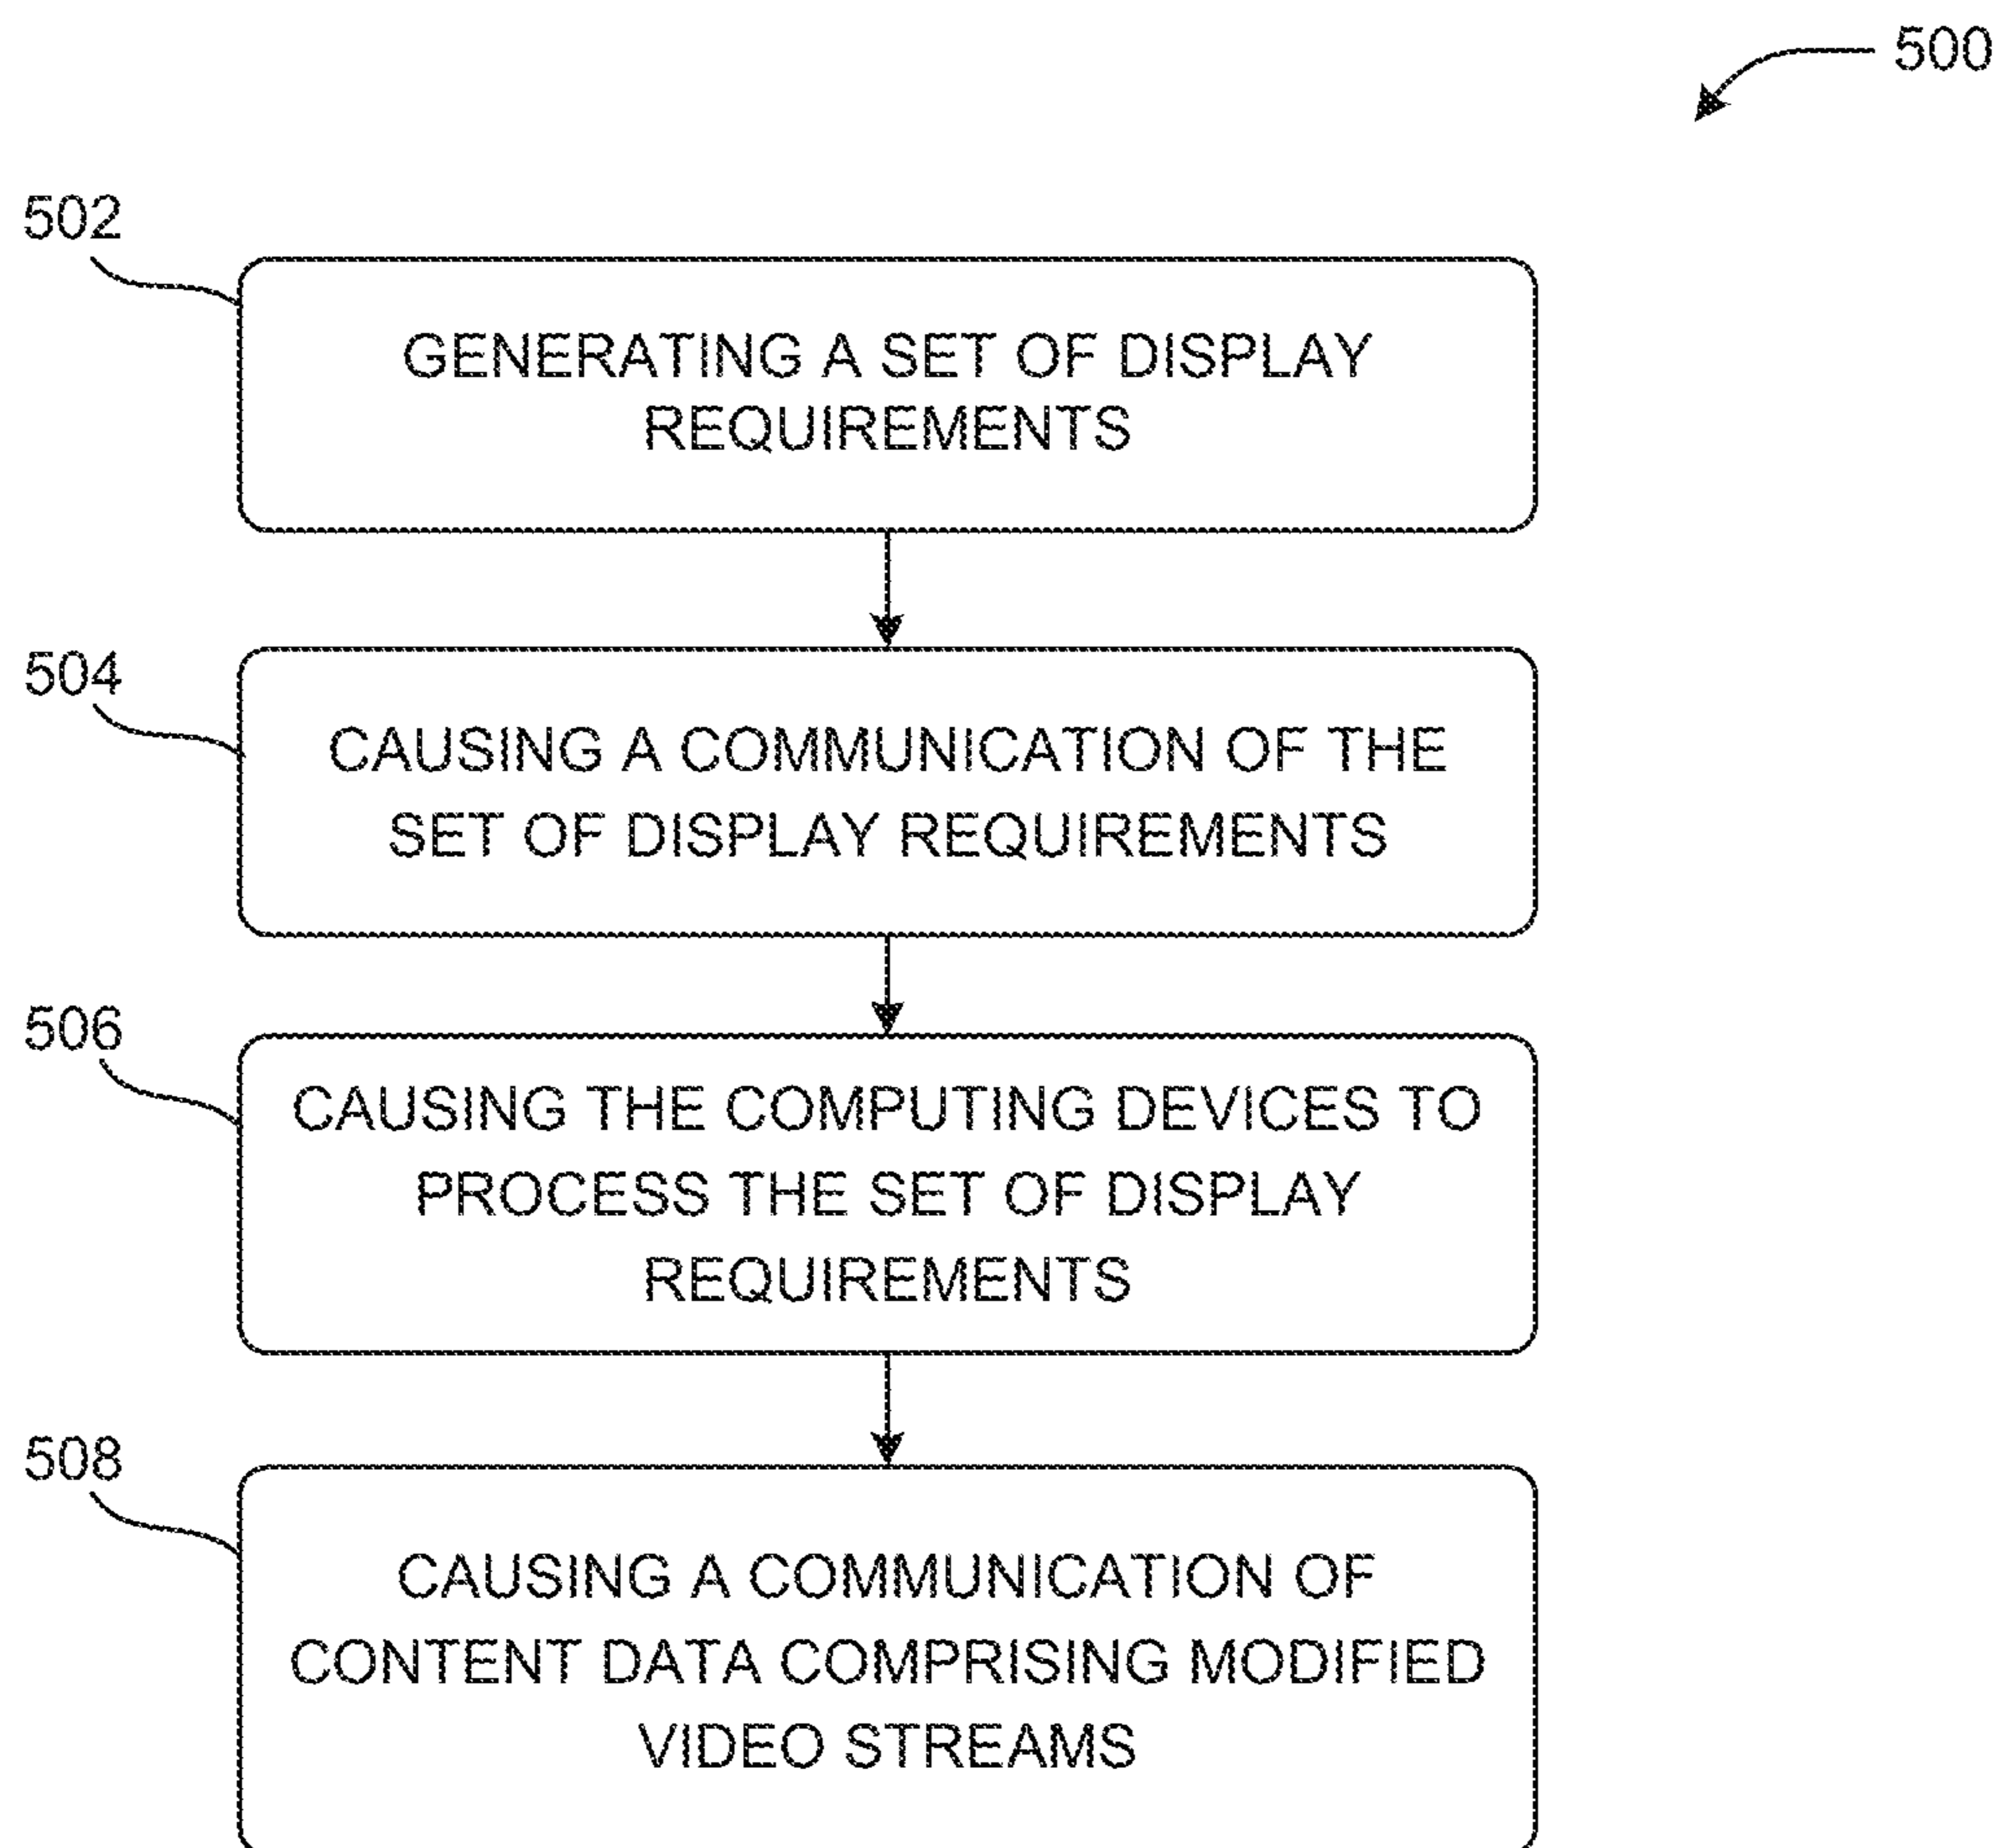 500
502
GENERATING A SET OF DISPLAY
REQUIREMENTS
504
CAUSING A COMMUNICATION OF THE
SET OF DISPLAY REQUIREMENTS
506
CAUSING THE COMPUTING DEVICES TO
PROCESS THE SET OF DISPLAY
REQUIREMENTS
508
CAUSING A COMMUNICATION OF
CONTENT DATA COMPRISING MODIFIED
VIDEO STREAMS